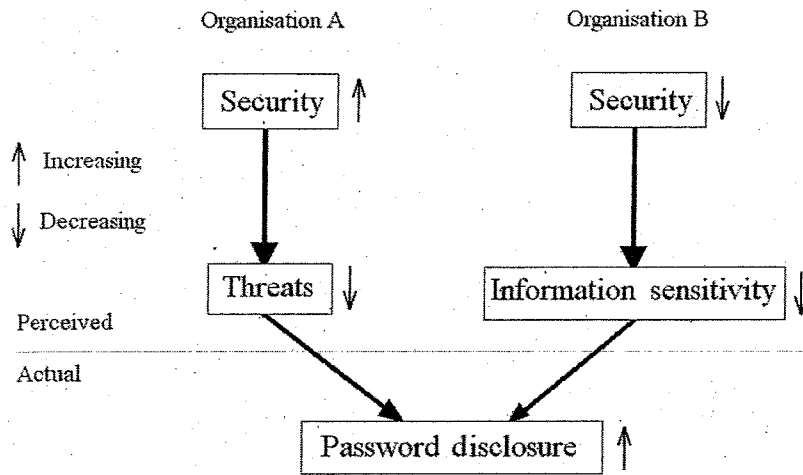 Organisation A
Organisation B
Security
Security
Increasing
Decreasing
Threats
Information sensitivity
Perceived
Actual
Password disclosure